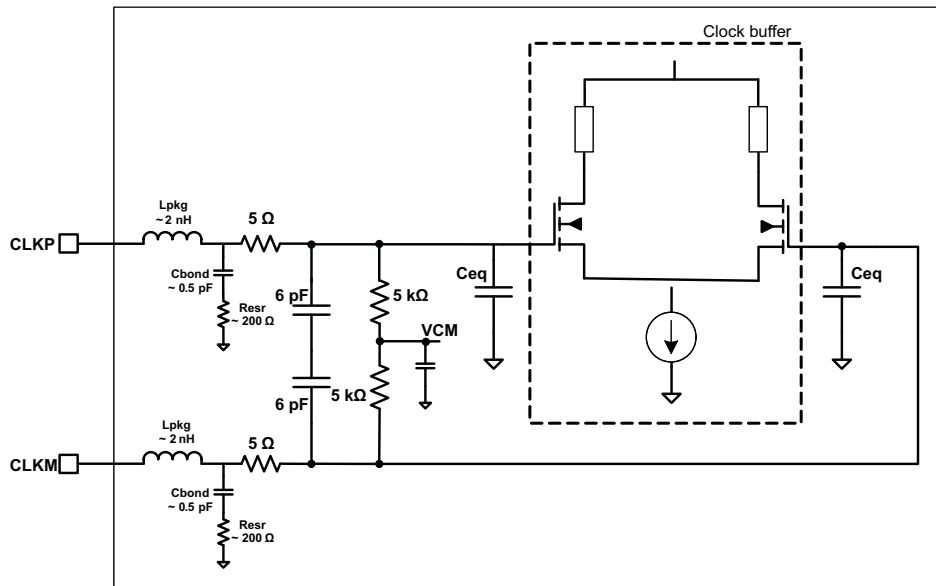 Clock buffer
Lpkg
~ 2 nH
5 Ω
CLKP
Cbond
~ 0.5 pF
Resr
~ 200 Ω
6 pF
5 kΩ
Ceq
Ceq
VCM
6 pF
5 kΩ
Lpkg
~ 2 nH
5 Ω
CLKM
Cbond
~ 0.5 pF
Resr
~ 200 Ω